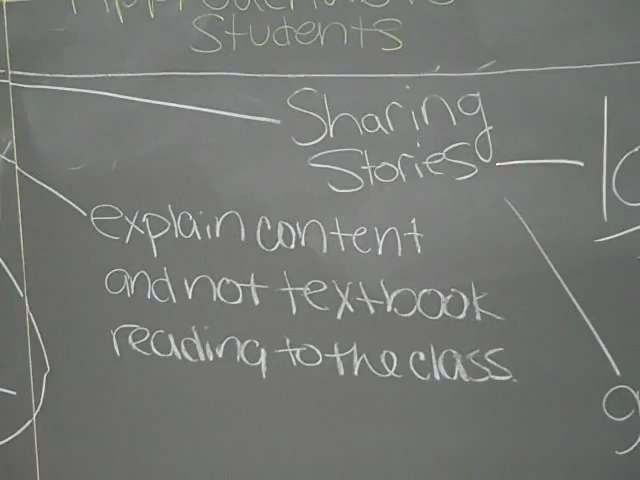 Students
Sharing
Stories
explain content
and not textbook
reading to the class.